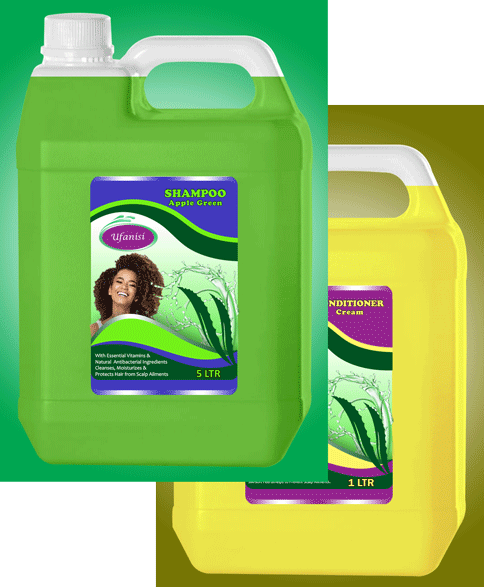 SHAMPOO
Apple Green
Ufanisi
With Essential Vitamins &
Natural Antibacterial Ingredients
Cleanses, Moisturizes &
Protects Hair from Scalp Ailments
5 LTR
NDITIONER
Cream
1 LTR